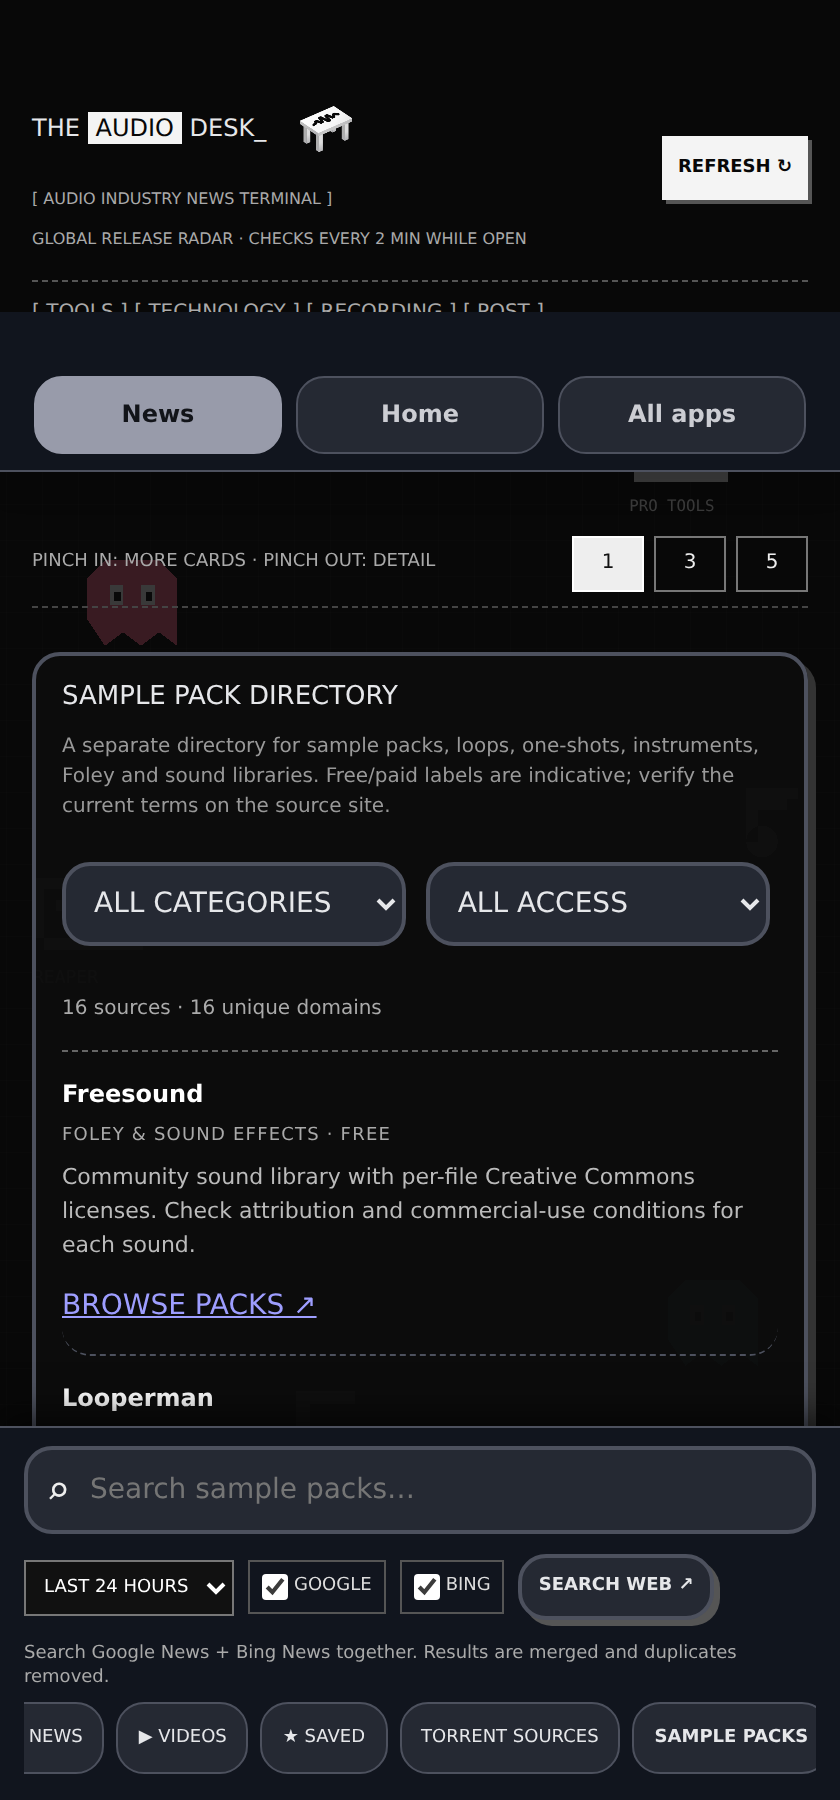 THE AUDIO DESK_
REFRESH ↻
[ AUDIO INDUSTRY NEWS TERMINAL ]
GLOBAL RELEASE RADAR · CHECKS EVERY 2 MIN WHILE OPEN
[ TOOLS ] [ TECHNOLOGY ] [ RECORDING ] [ POST ]
News
Home
All apps
PRO TOOLS
PINCH IN: MORE CARDS · PINCH OUT: DETAIL
1
3
5
SAMPLE PACK DIRECTORY
A separate directory for sample packs, loops, one-shots, instruments,
Foley and sound libraries. Free/paid labels are indicative; verify the
current terms on the source site.
ALL CATEGORIES
ALL ACCESS
16 sources · 16 unique domains
Freesound
FOLEY & SOUND EFFECTS · FREE
Community sound library with per-file Creative Commons
licenses. Check attribution and commercial-use conditions for
each sound.
BROWSE PACKS ↗
Looperman
Search sample packs...
LAST 24 HOURS
GOOGLE
BING
SEARCH WEB ↗
Search Google News + Bing News together. Results are merged and duplicates
removed.
NEWS
▶ VIDEOS
★ SAVED
TORRENT SOURCES
SAMPLE PACKS